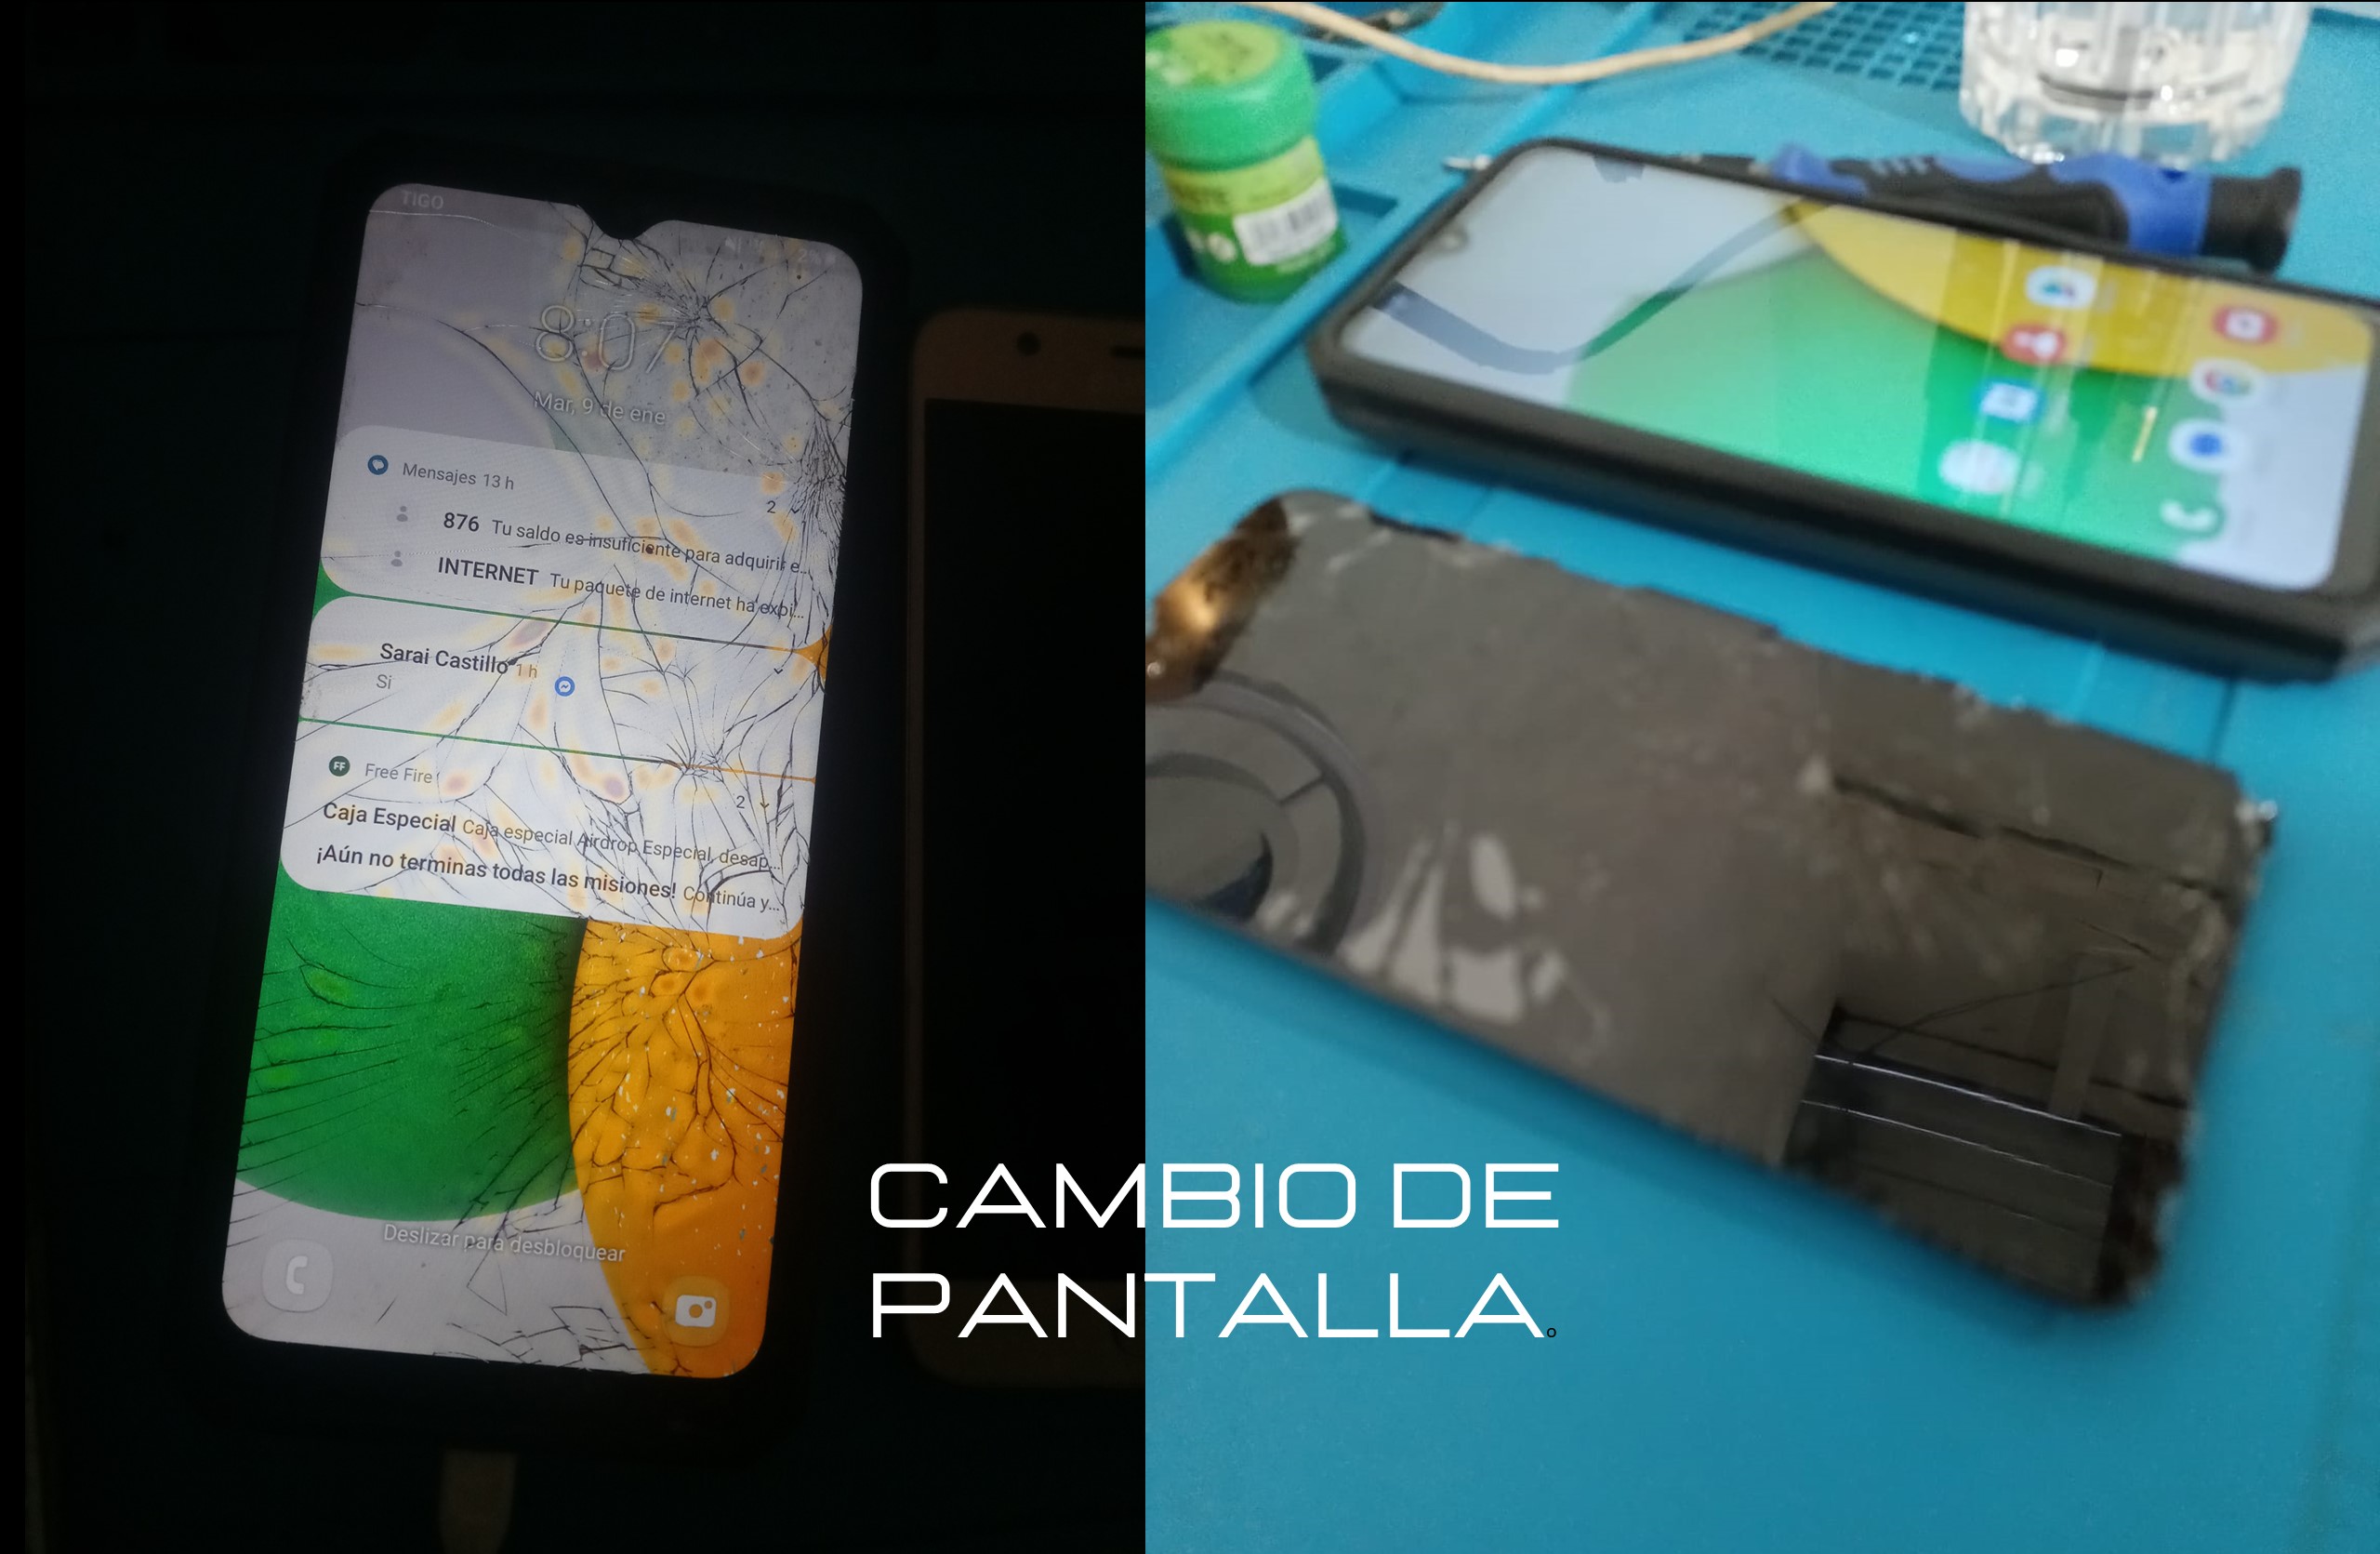 TIGO
8:07
Mar, 9 de ene
Mensajes 13 h
2
876 Tu saldo es insuficiente para adquirir e...
INTERNET Tu paquete de internet ha expi...
Sarai Castillo 1 h
Si
FF Free Fire
2
Caja Especial Caja especial Airdrop Especial, desap...
¡Aún no terminas todas las misiones! Continúa y...
Deslizar para desbloquear
CAMBIO DE
PANTALLA.